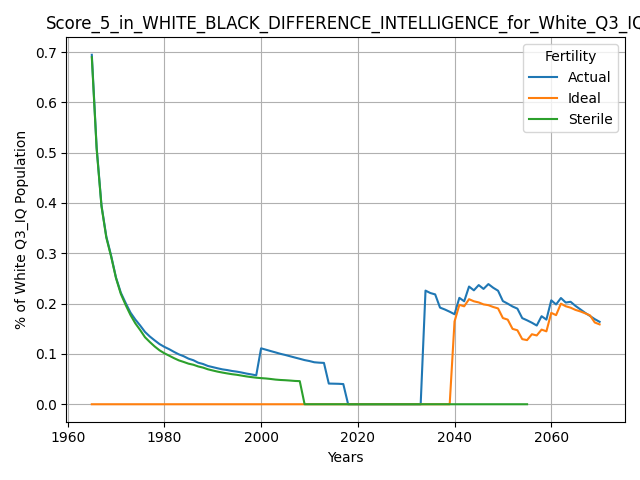 Score_5_in_WHITE_BLACK_DIFFERENCE_INTELLIGENCE_for_White_Q3_IQ
Fertility
Actual
Ideal
Sterile
% of White Q3_IQ Population
0.7
0.6
0.5
0.4
0.3
0.2
0.1
0.0
1960 1980 2000 2020 2040 2060
Years